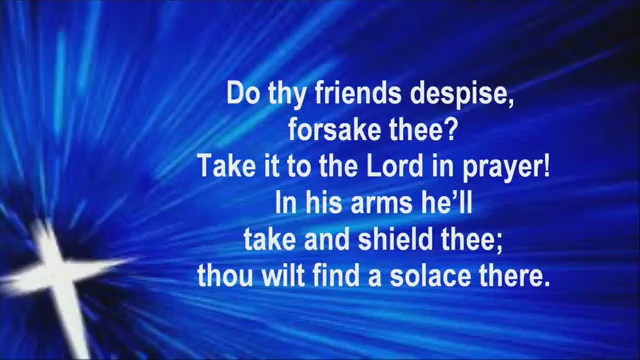 Do thy friends despise,
forsake thee?
Take it to the Lord in prayer!
In his arms he’ll
take and shield thee;
thou wilt find a solace there.